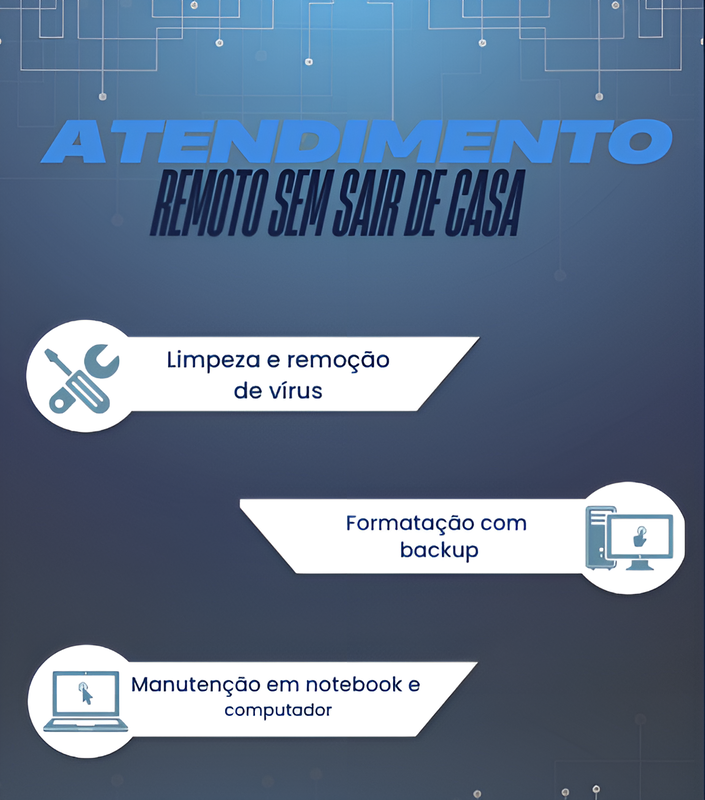 ATENDIMENTO
REMOTO SEM SAIR DE CASA
Limpeza e remoção
de vírus
Formatação com
backup
Manutenção em notebook e
computador